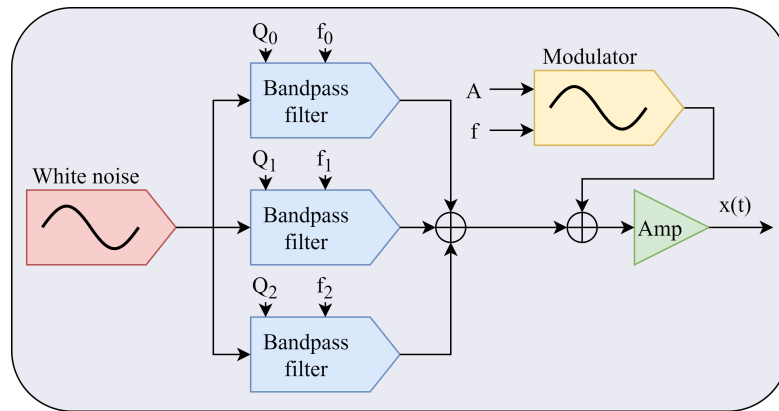 Q0
f0
Bandpass
filter
Modulator
A
f
White noise
Q1
f1
Bandpass
filter
Amp
x(t)
Q2
f2
Bandpass
filter